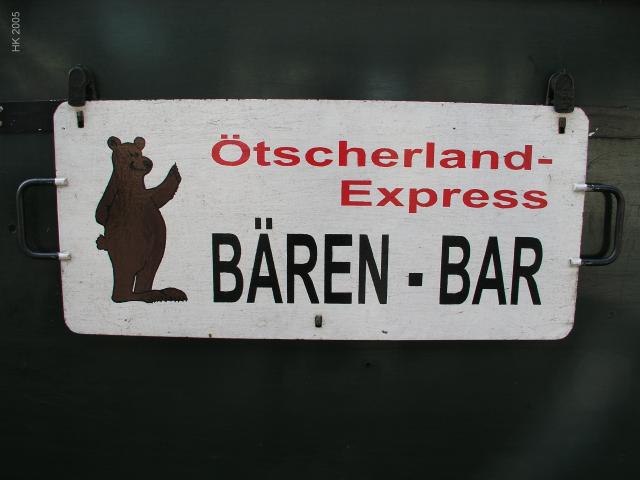 HK 2005
Ötscherland-
Express
BÄREN - BAR